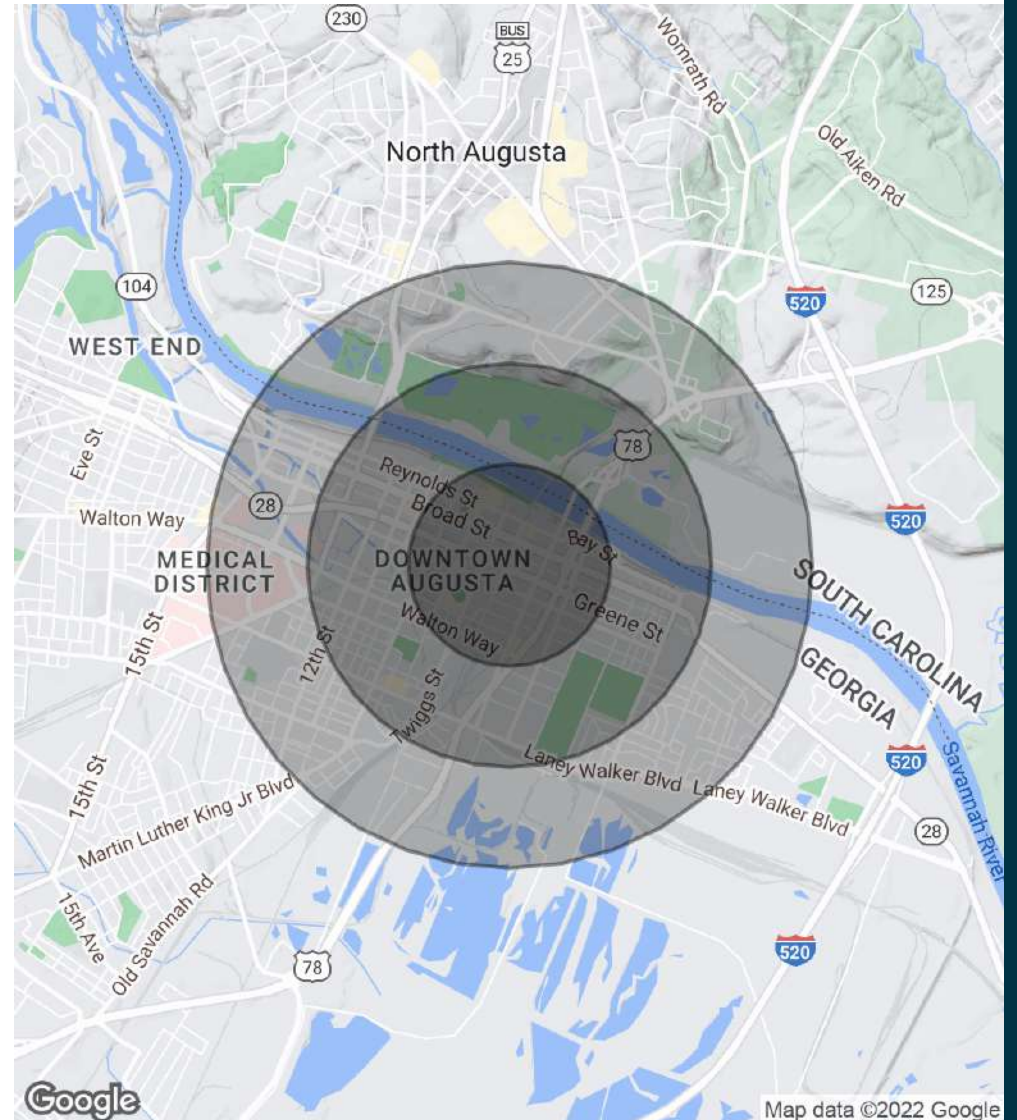 230
BUS
25
Womrath Rd
North Augusta
Old Aiken Rd
104
520
125
WEST END
78
Eve St
Reynolds St
28
Broad St
Walton Way
520
Bay St
MEDICAL
DISTRICT
DOWNTOWN
AUGUSTA
SOUTH CAROLINA
Greene St
Walton Way
15th St
12th St
GEORGIA
Twiggs St
Laney Walker Blvd
Laney Walker Blvd
520
Savannah River
15th St
Martin Luther King Jr Blvd
28
15th Ave
Old Savannah Rd
78
520
Google
Map data ©2022 Google